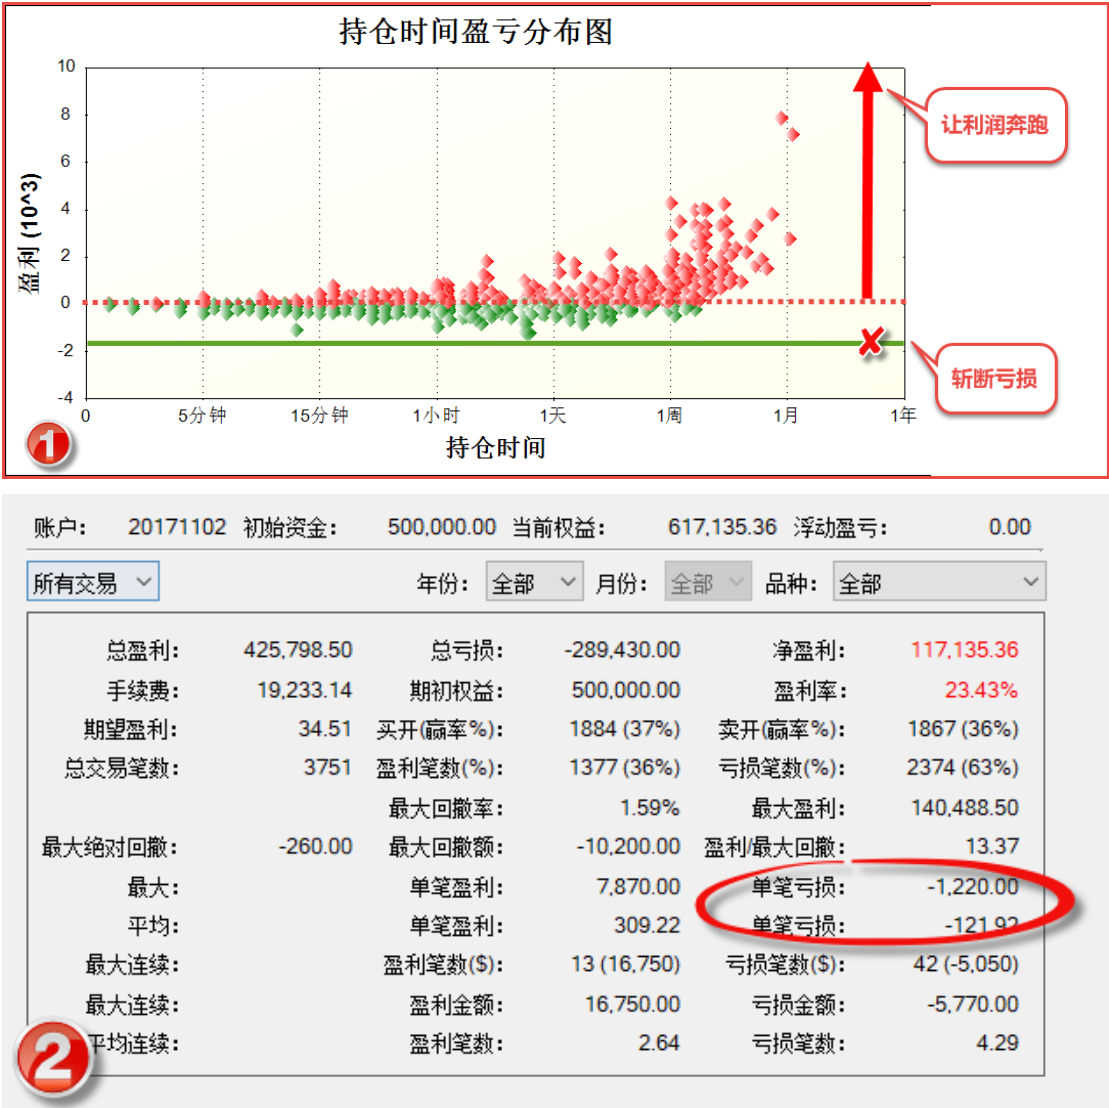 持仓时间盈亏分布图
10
8
6
4
2
0
-2
-4
盈利 (10^3)
让利润奔跑
斩断亏损
0 5分钟 15分钟 1小时 1天 1周 1月 1年
持仓时间
1
账户： 20171102 初始资金： 500,000.00 当前权益： 617,135.36 浮动盈亏： 0.00
所有交易 年份： 全部 月份： 全部 品种： 全部
总盈利： 425,798.50 总亏损： -289,430.00 净盈利： 117,135.36
手续费： 19,233.14 期初权益： 500,000.00 盈利率： 23.43%
期望盈利： 34.51 买开(赢率%)： 1884 (37%) 卖开(赢率%)： 1867 (36%)
总交易笔数： 3751 盈利笔数(%)： 1377 (36%) 亏损笔数(%)： 2374 (63%)
最大回撤率： 1.59% 最大盈利： 140,488.50
最大绝对回撤： -260.00 最大回撤额： -10,200.00 盈利/最大回撤： 13.37
最大： 单笔盈利： 7,870.00 单笔亏损： -1,220.00
平均： 单笔盈利： 309.22 单笔亏损： -121.92
最大连续： 盈利笔数($)： 13 (16,750) 亏损笔数($)： 42 (-5,050)
最大连续： 盈利金额： 16,750.00 亏损金额： -5,770.00
平均连续： 盈利笔数： 2.64 亏损笔数： 4.29
2